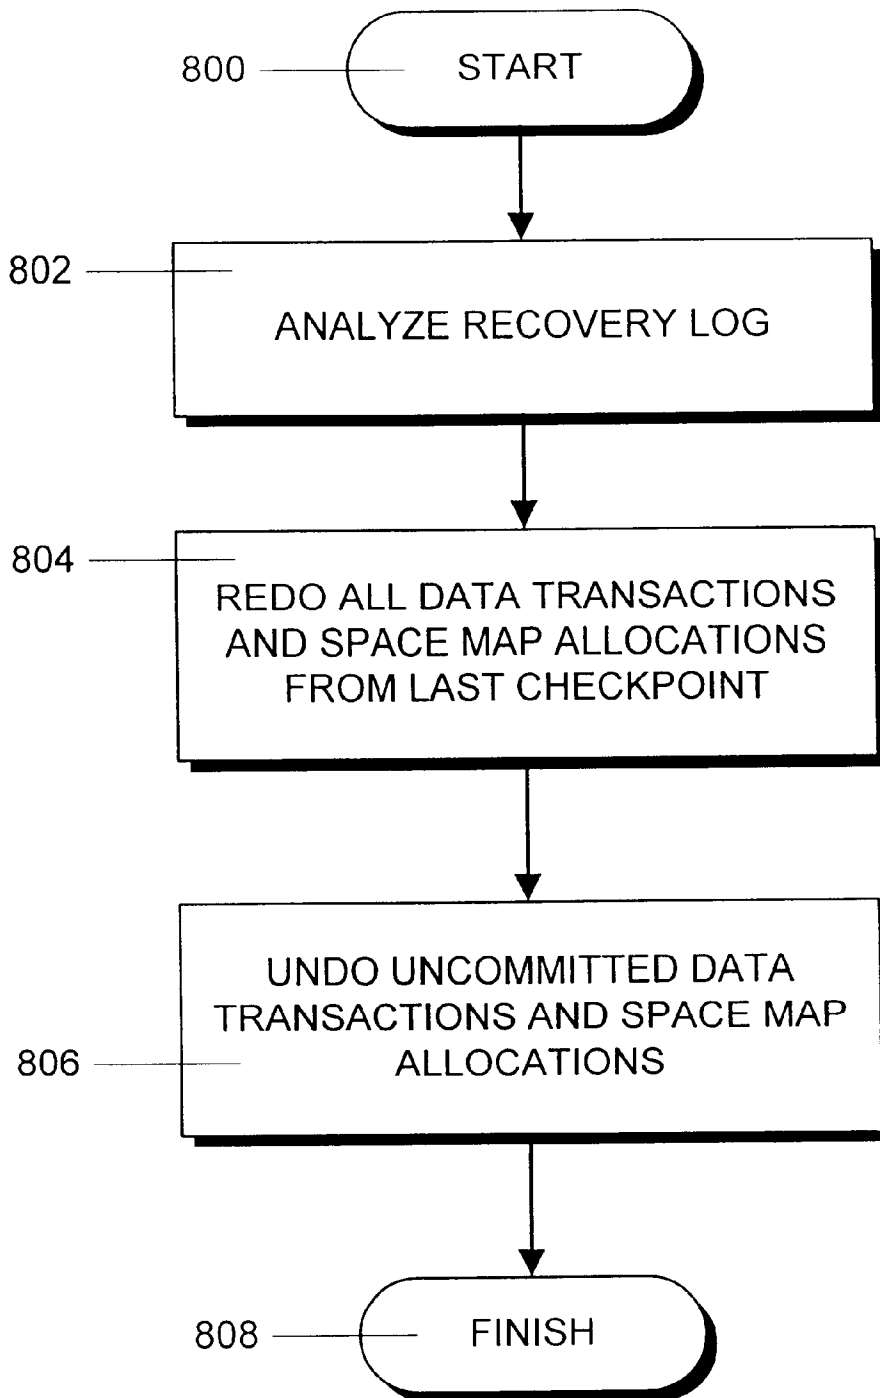 800
START
802
ANALYZE RECOVERY LOG
804
REDO ALL DATA TRANSACTIONS
AND SPACE MAP ALLOCATIONS
FROM LAST CHECKPOINT
UNDO UNCOMMITTED DATA
TRANSACTIONS AND SPACE MAP
ALLOCATIONS
806
808
FINISH